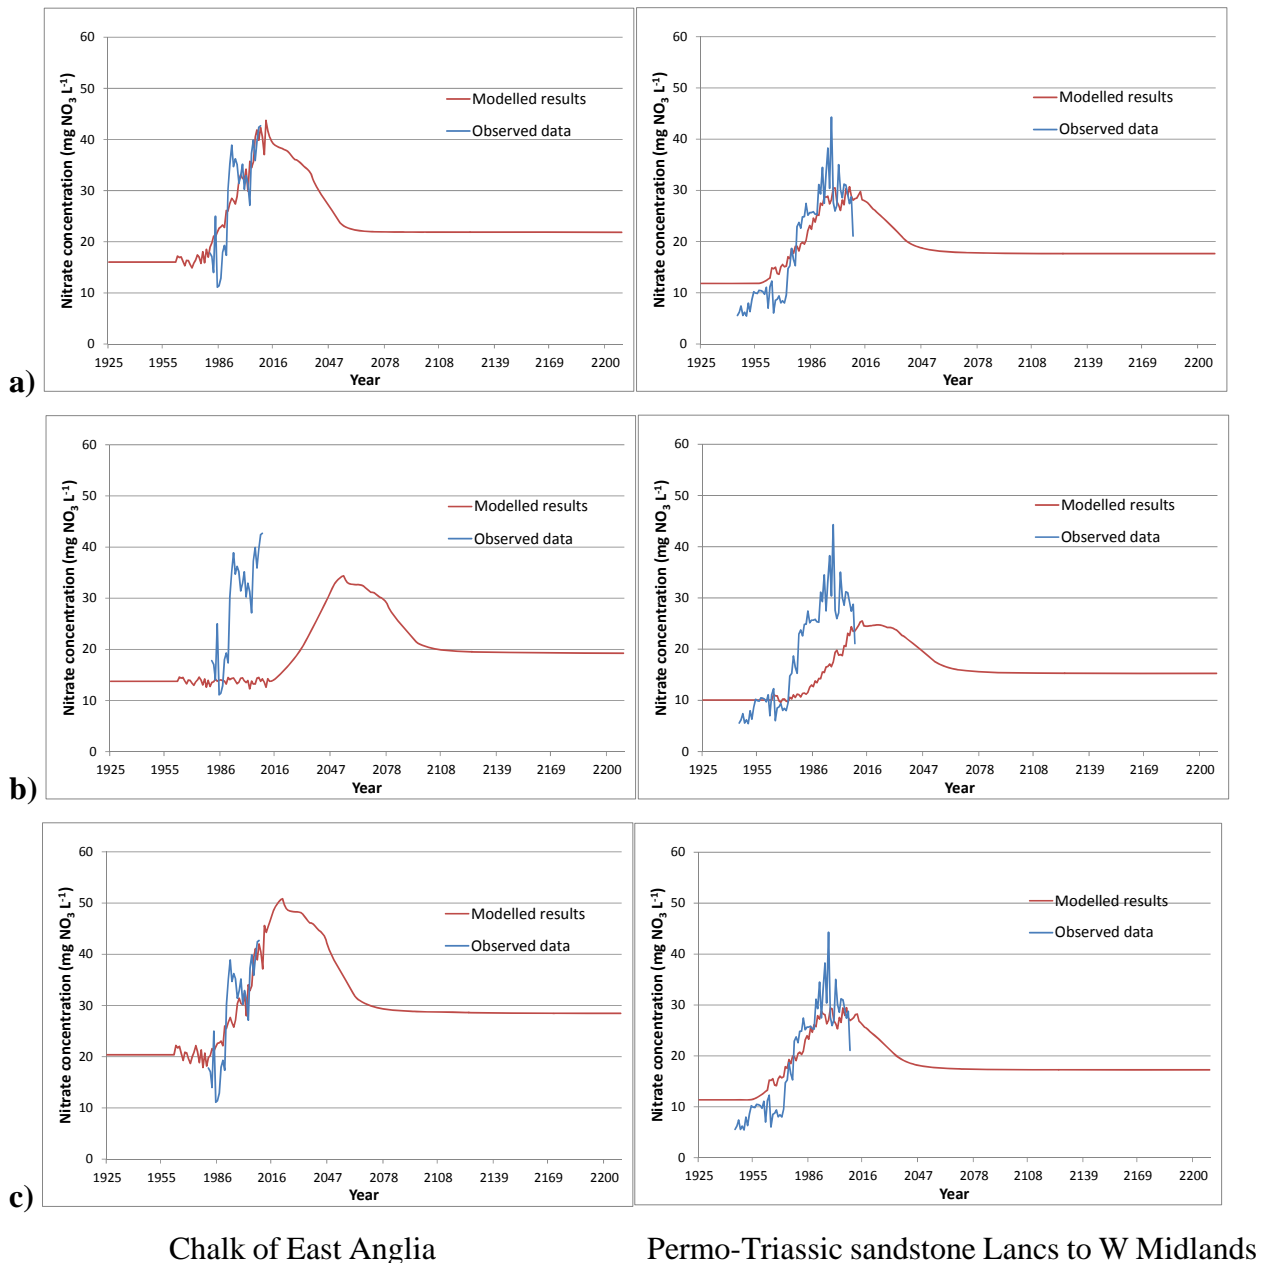 60
50
40
30
20
10
0
Nitrate concentration (mg NO3 L-1)
Modelled results
Observed data
1925 1955 1986 2016 2047 2078 2108 2139 2169 2200
Year
60
50
40
30
20
10
0
Nitrate concentration (mg NO3 L-1)
Modelled results
Observed data
1925 1955 1986 2016 2047 2078 2108 2139 2169 2200
Year
a)
60
50
40
30
20
10
0
Nitrate concentration (mg NO3 L-1)
Modelled results
Observed data
1925 1955 1986 2016 2047 2078 2108 2139 2169 2200
Year
60
50
40
30
20
10
0
Nitrate concentration (mg NO3 L-1)
Modelled results
Observed data
1925 1955 1986 2016 2047 2078 2108 2139 2169 2200
Year
b)
60
50
40
30
20
10
0
Nitrate concentration (mg NO3 L-1)
Modelled results
Observed data
1925 1955 1986 2016 2047 2078 2108 2139 2169 2200
Year
60
50
40
30
20
10
0
Nitrate concentration (mg NO3 L-1)
Modelled results
Observed data
1925 1955 1986 2016 2047 2078 2108 2139 2169 2200
Year
c)
Chalk of East Anglia
Permo-Triassic sandstone Lancs to W Midlands